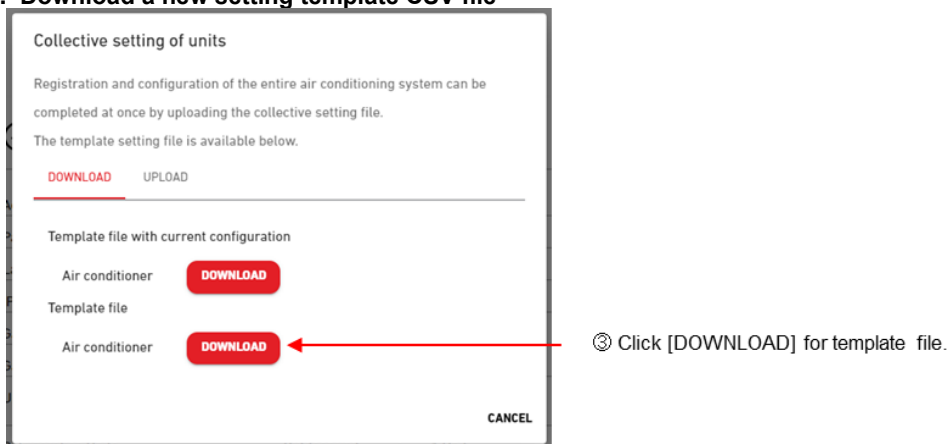 . Download a new setting template CSV file
Collective setting of units
Registration and configuration of the entire air conditioning system can be
completed at once by uploading the collective setting file.
The template setting file is available below.
DOWNLOAD UPLOAD
Template file with current configuration
Air conditioner DOWNLOAD
Template file
Air conditioner DOWNLOAD
③ Click [DOWNLOAD] for template file.
CANCEL